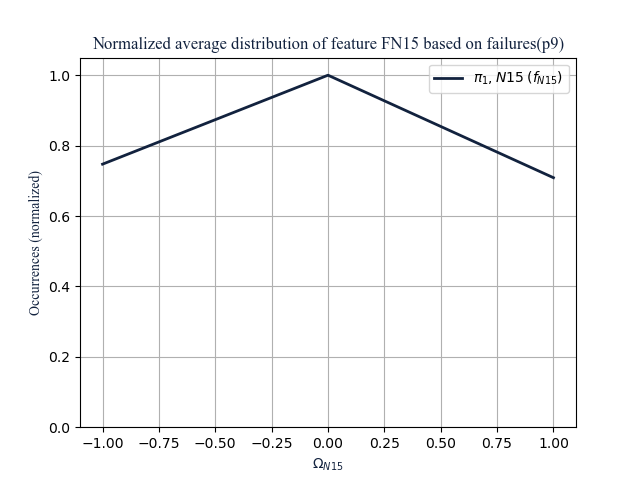 Normalized average distribution of feature FN15 based on failures(p9)
π1, N15 (fN15)
Occurrences (normalized)
1.0
0.8
0.6
0.4
0.2
0.0
−1.00 −0.75 −0.50 −0.25 0.00 0.25 0.50 0.75 1.00
ΩN15